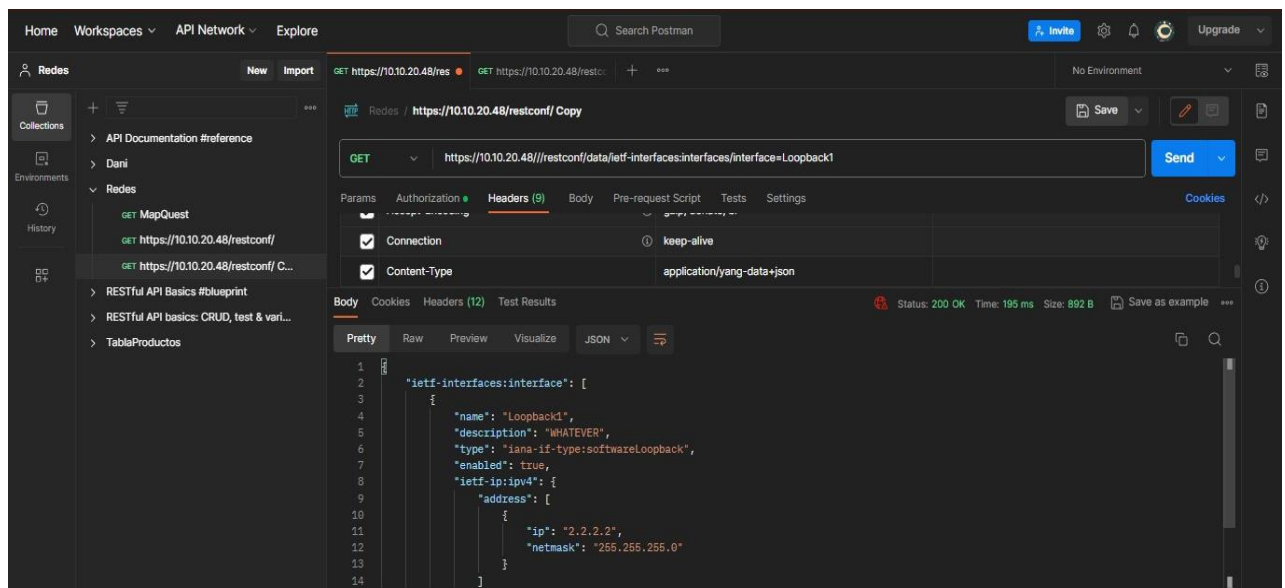 Home Workspaces API Network Explore Search Postman Invite Upgrade
Redes New Import GET https://10.10.20.48/res GET https://10.10.20.48/restc No Environment
Collections
Environments
History
API Documentation #reference
Dani
Redes
GET MapQuest
GET https://10.10.20.48/restconf/
GET https://10.10.20.48/restconf/ C...
RESTful API Basics #blueprint
RESTful API basics: CRUD, test & vari...
TablaProductos
HTTP Redes / https://10.10.20.48/restconf/ Copy Save
GET https://10.10.20.48///restconf/data/ietf-interfaces:interfaces/interface=Loopback1 Send
Params Authorization Headers (9) Body Pre-request Script Tests Settings Cookies
Connection keep-alive
Content-Type application/yang-data+json
Body Cookies Headers (12) Test Results Status: 200 OK Time: 195 ms Size: 892 B Save as example
Pretty Raw Preview Visualize JSON
1 {
2 "ietf-interfaces:interface": [
3 {
4 "name": "Loopback1",
5 "description": "WHATEVER",
6 "type": "iana-if-type:softwareLoopback",
7 "enabled": true,
8 "ietf-ip:ipv4": {
9 "address": [
10 {
11 "ip": "2.2.2.2",
12 "netmask": "255.255.255.0"
13 }
14 ]